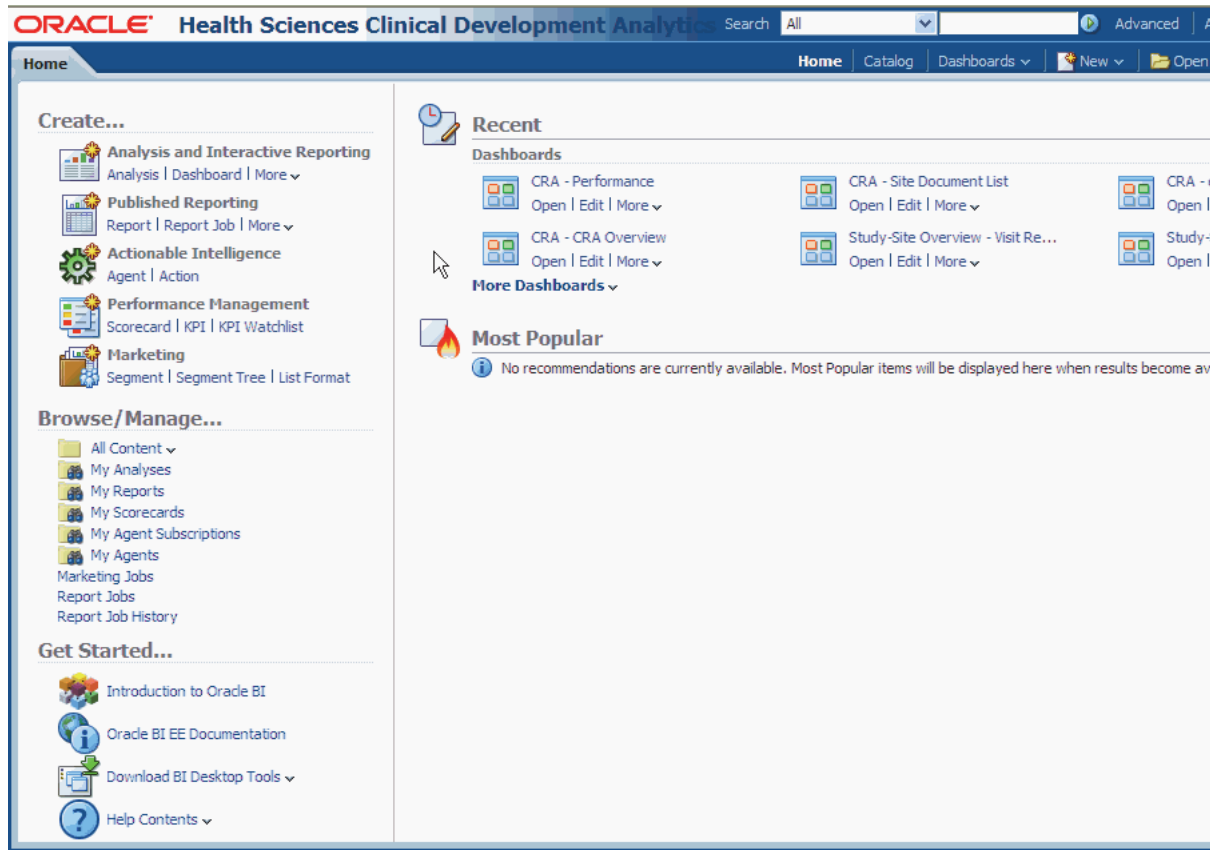 ORACLE Health Sciences Clinical Development Analytics Search All Advanced
Home Home Catalog Dashboards New Open
Create...
Analysis and Interactive Reporting
Analysis | Dashboard | More
Published Reporting
Report | Report Job | More
Actionable Intelligence
Agent | Action
Performance Management
Scorecard | KPI | KPI Watchlist
Marketing
Segment | Segment Tree | List Format
Browse/Manage...
All Content
My Analyses
My Reports
My Scorecards
My Agent Subscriptions
My Agents
Marketing Jobs
Report Jobs
Report Job History
Get Started...
Introduction to Oracle BI
Oracle BI EE Documentation
Download BI Desktop Tools
Help Contents
Recent
Dashboards
CRA - Performance CRA - Site Document List CRA -
Open | Edit | More Open | Edit | More Open |
CRA - CRA Overview Study-Site Overview - Visit Re... Study-
Open | Edit | More Open | Edit | More Open |
More Dashboards
Most Popular
No recommendations are currently available. Most Popular items will be displayed here when results become